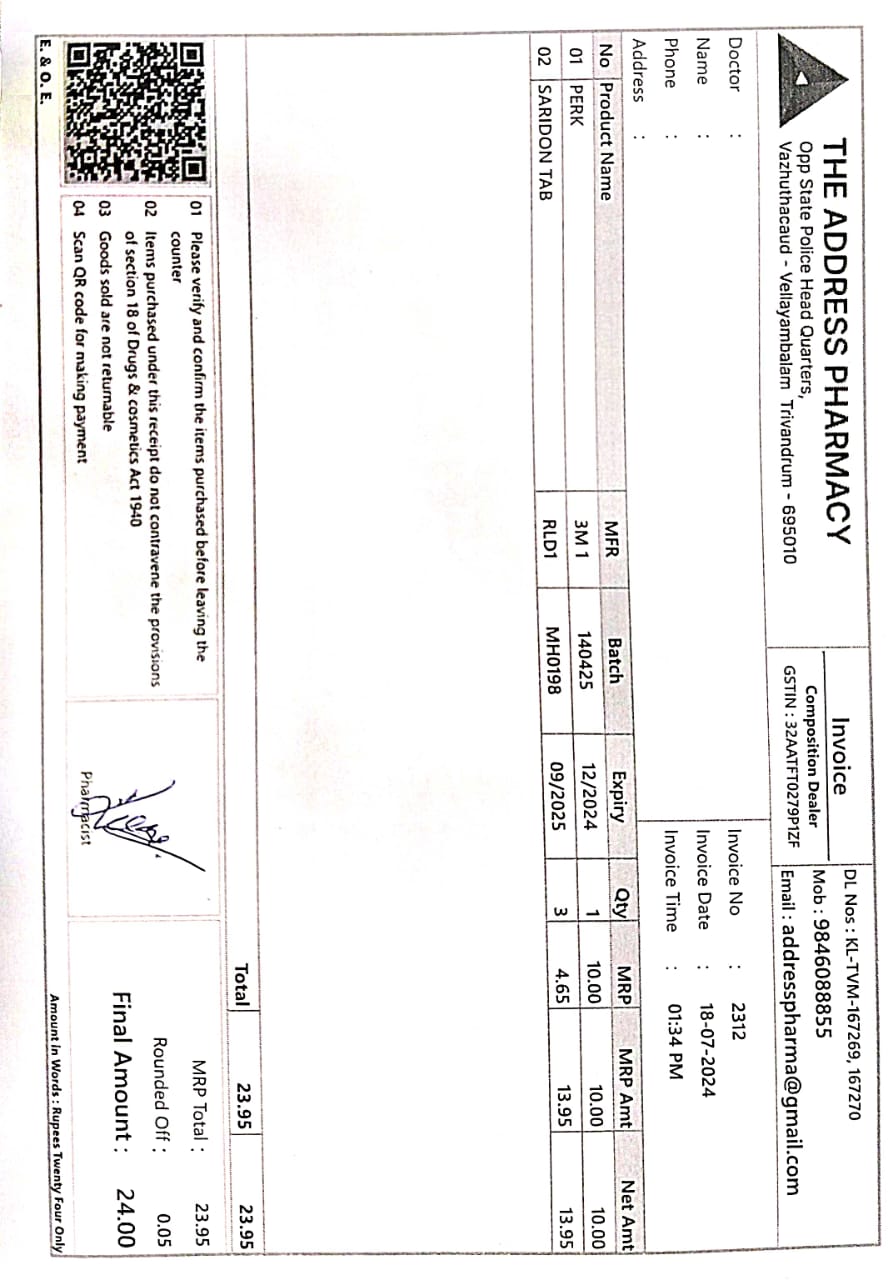 THE ADDRESS PHARMACY
Opp State Police Head Quarters,
Vazhuthacaud - Vellayambalam Trivandrum - 695010
Invoice
Composition Dealer
GSTIN : 32AATFT0279P1ZF
DL Nos : KL-TVM-167269, 167270
Mob : 9846088855
Email : addresspharma@gmail.com
Doctor :
Name :
Phone :
Address :
Invoice No : 2312
Invoice Date : 18-07-2024
Invoice Time : 01:34 PM
No Product Name MFR Batch Expiry Qty MRP MRP Amt Net Amt
01 PERK 3M 1 140425 12/2024 1 10.00 10.00 10.00
02 SARIDON TAB RLD1 MH0198 09/2025 3 4.65 13.95 13.95
Total 23.95 23.95
01 Please verify and confirm the items purchased before leaving the
counter
02 Items purchased under this receipt do not contravene the provisions
of section 18 of Drugs & cosmetics Act 1940
03 Goods sold are not returnable
04 Scan QR code for making payment
Pharmacist
MRP Total : 23.95
Rounded Off : 0.05
Final Amount : 24.00
E. & O. E.
Amount in Words : Rupees Twenty Four Only